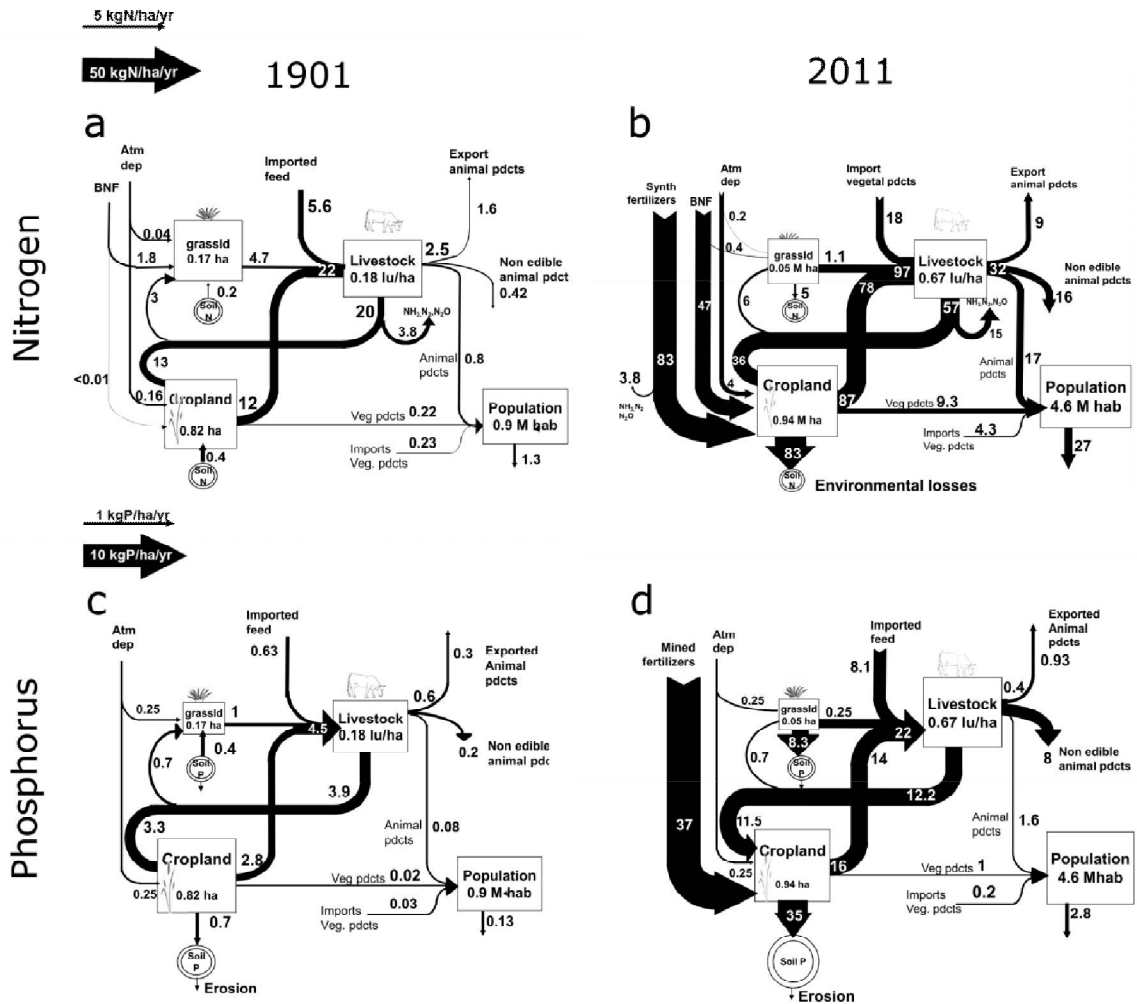 5 kgN/ha/yr
50 kgN/ha/yr
1901
2011
Nitrogen
a
Atm
dep
BNF
Imported
feed
5.6
Export
animal pdcts
1.6
0.04
1.8
grassld
0.17 ha
4.7
22
Livestock
0.18 lu/ha
2.5
Non edible
animal pdct
0.42
3
0.2
Soil
N
20
NH3,N2,N2O
3.8
13
Animal
pdcts
0.8
<0.01
0.16
Cropland
0.82 ha
12
Veg pdcts 0.22
Imports 0.23
Veg. pdcts
Population
0.9 M hab
1.3
0.4
Soil
N
b
Synth
fertilizers
Atm
dep
BNF
Import
vegetal pdcts
18
Export
animal pdcts
9
0.2
0.4
grassld
0.05 M ha
1.1
97
Livestock
0.67 lu/ha
32
Non edible
animal pdcts
16
47
6
5
Soil
N
78
57
NH3,N2,N2O
15
83
36
3.8
NH3,N2
N2O
4
Cropland
0.94 M ha
87
Animal
pdcts
17
Veg pdcts 9.3
Imports 4.3
Veg. pdcts
Population
4.6 M hab
27
83
Soil
N
Environmental losses
1 kgP/ha/yr
10 kgP/ha/yr
Phosphorus
c
Atm
dep
Imported
feed
0.63
0.3
Exported
Animal
pdcts
0.25
grassld
0.17 ha
1
4.5
Livestock
0.18 lu/ha
0.6
0.2
Non edible
animal pdc
0.7
0.4
Soil
P
3.9
3.3
Animal
pdcts
0.08
Cropland
0.82 ha
2.8
0.25
Veg pdcts 0.02
Imports 0.03
Veg. pdcts
Population
0.9 M hab
0.13
0.7
Soil
P
Erosion
d
Mined
fertilizers
Atm
dep
Imported
feed
8.1
Exported
Animal
pdcts
0.93
0.25
grassld
0.05 ha
0.25
22
Livestock
0.67 lu/ha
0.4
8
Non edible
animal pdcts
0.7
8.3
Soil
P
14
12.2
37
11.5
Cropland
0.94 ha
0.25
16
Animal
pdcts
1.6
Veg pdcts 1
Imports 0.2
Veg. pdcts
Population
4.6 Mhab
2.8
35
Soil P
Erosion